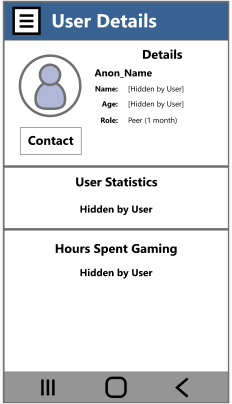 User Details
Details
Anon_Name
Name: [Hidden by User]
Age: [Hidden by User]
Role: Peer (1 month)
Contact
User Statistics
Hidden by User
Hours Spent Gaming
Hidden by User